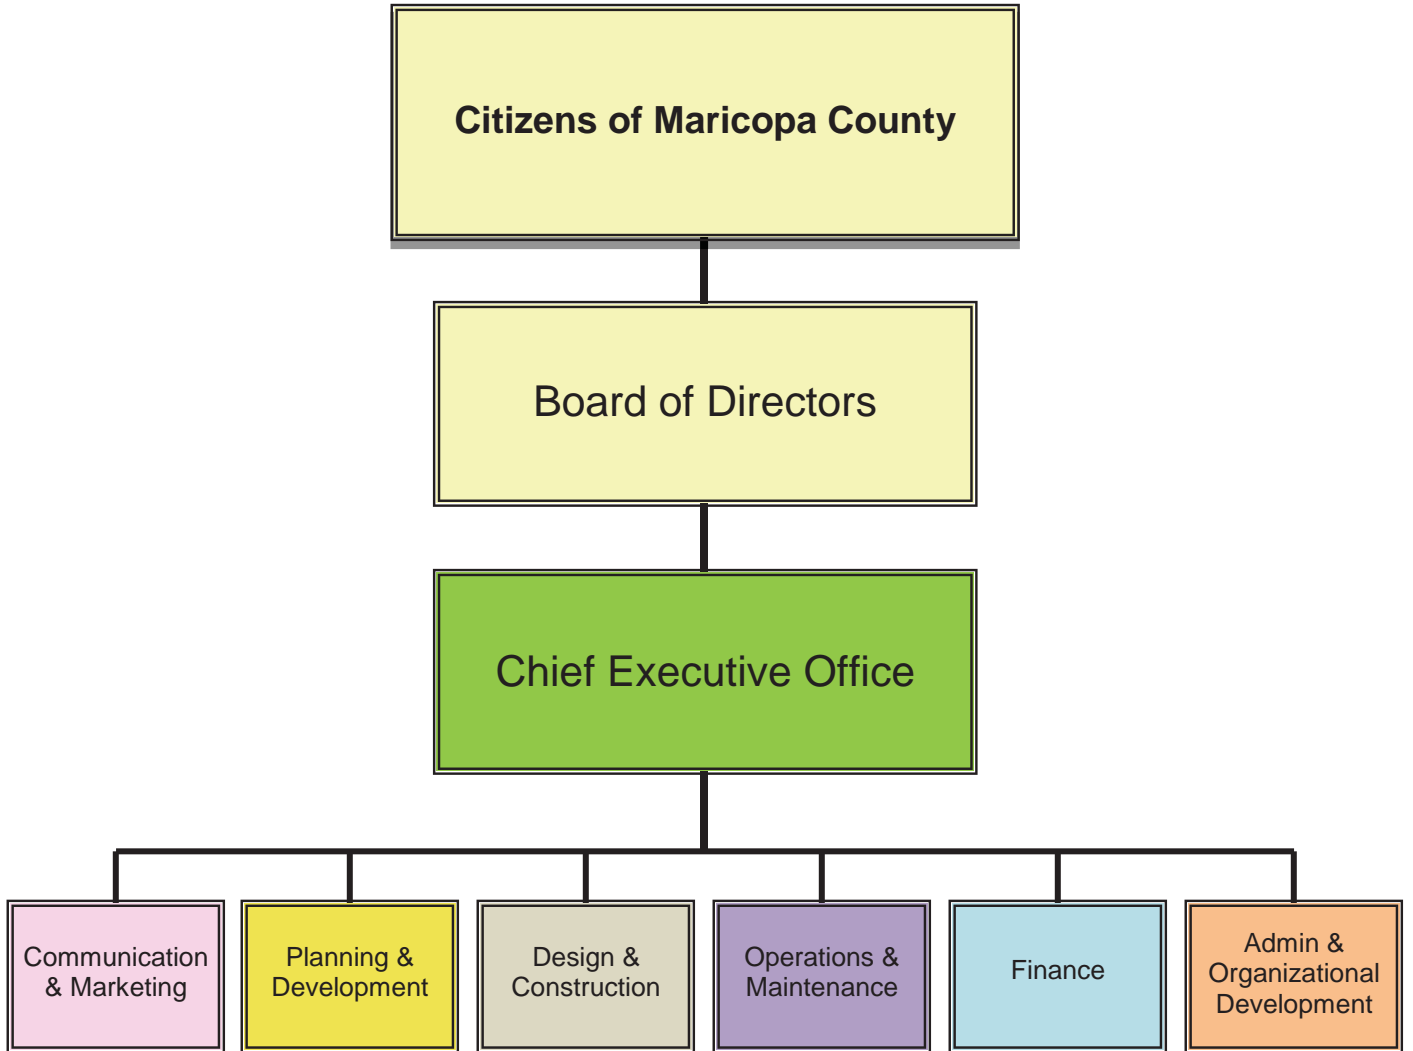 Citizens of Maricopa County
Board of Directors
Chief Executive Office
Communication
& Marketing
Planning &
Development
Design &
Construction
Operations &
Maintenance
Finance
Admin &
Organizational
Development